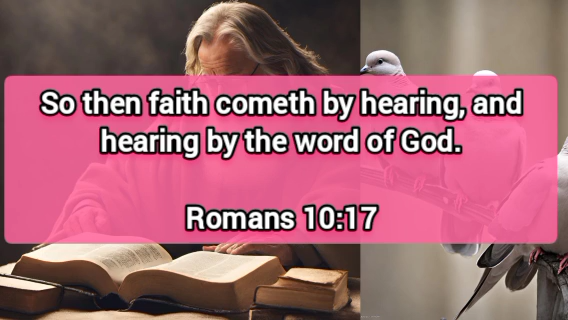 So then faith cometh by hearing, and
hearing by the word of God.
Romans 10:17